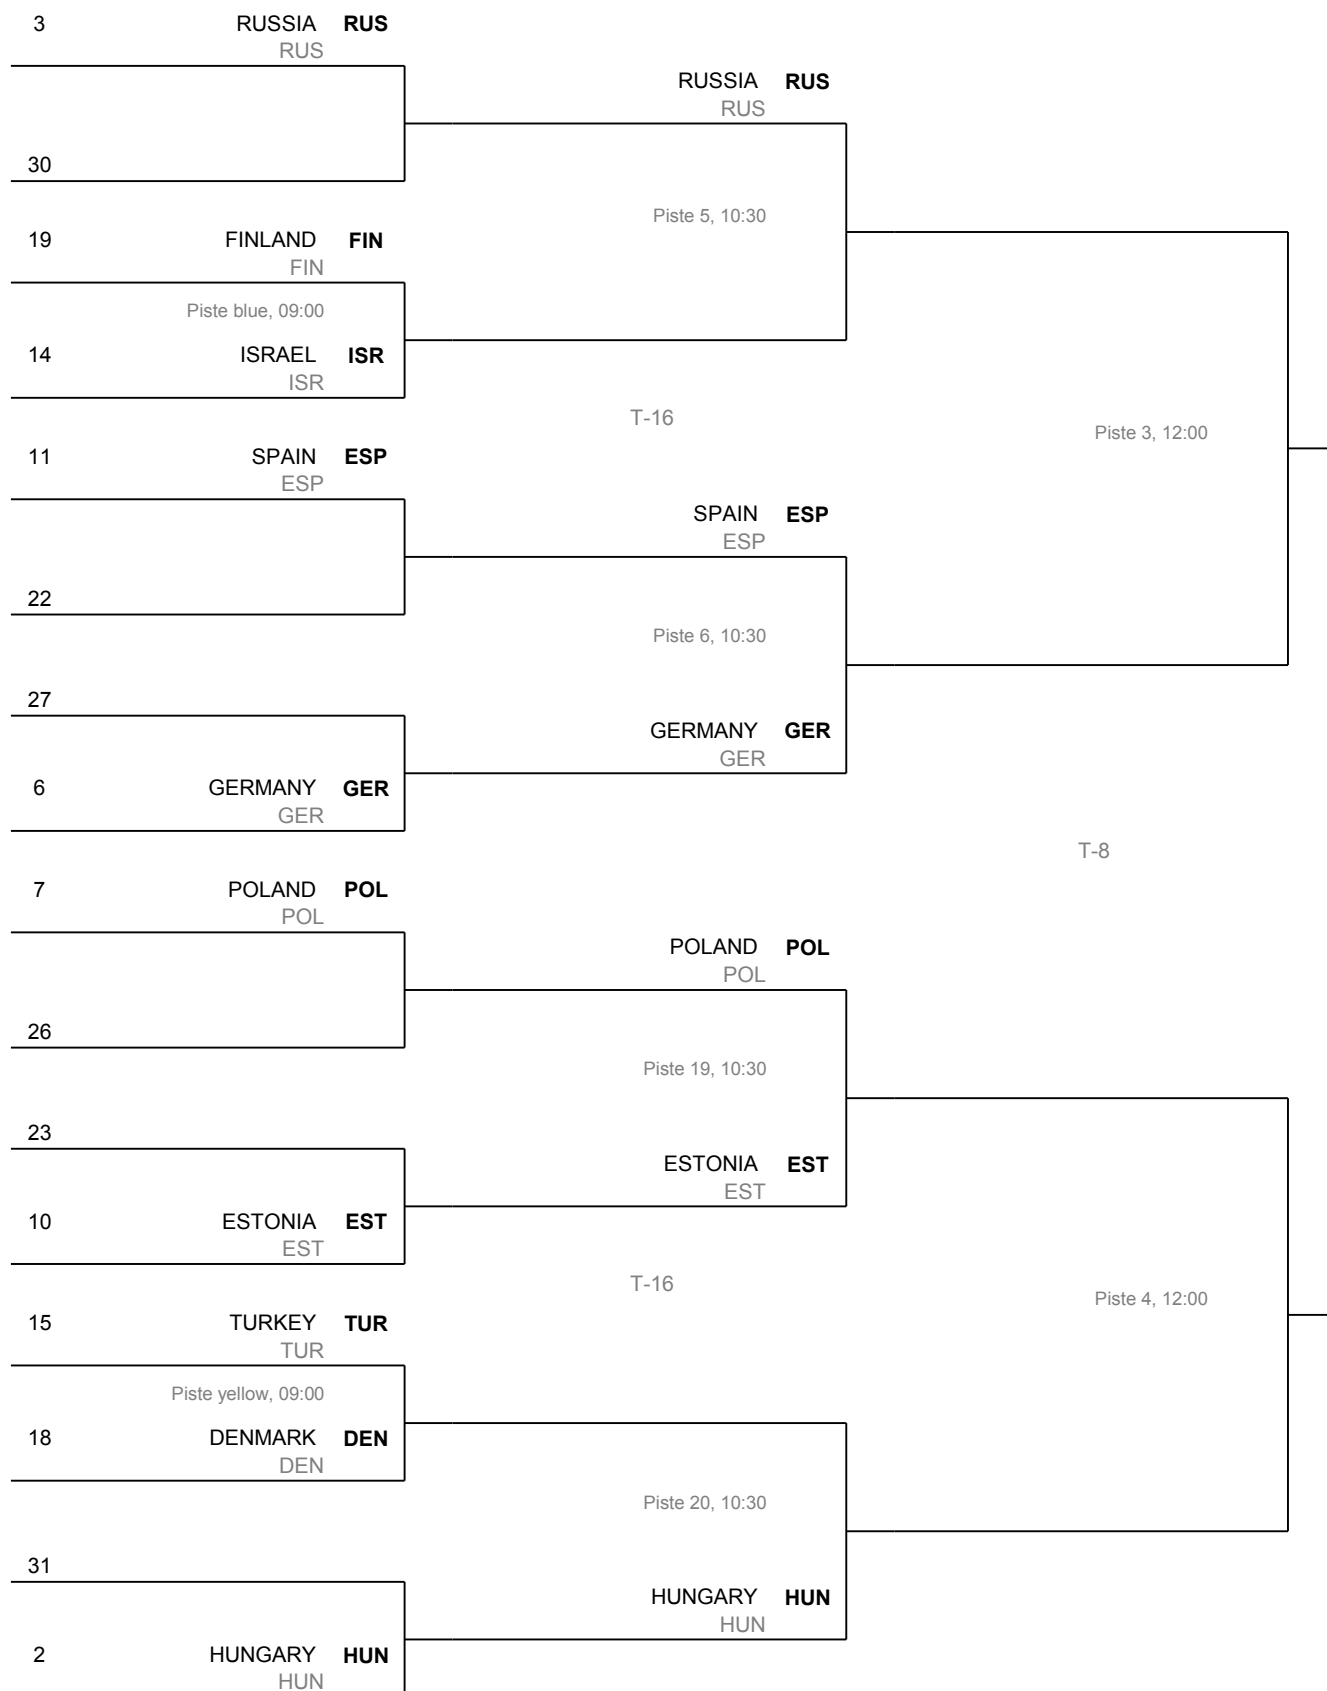 3 RUSSIA RUS
RUS
RUSSIA RUS
RUS
30
Piste 5, 10:30
19 FINLAND FIN
FIN
Piste blue, 09:00
14 ISRAEL ISR
ISR
T-16
Piste 3, 12:00
11 SPAIN ESP
ESP
SPAIN ESP
ESP
22
Piste 6, 10:30
27
GERMANY GER
GER
6 GERMANY GER
GER
T-8
7 POLAND POL
POL
POLAND POL
POL
26
Piste 19, 10:30
23
ESTONIA EST
EST
10 ESTONIA EST
EST
T-16
Piste 4, 12:00
15 TURKEY TUR
TUR
Piste yellow, 09:00
18 DENMARK DEN
DEN
Piste 20, 10:30
31
HUNGARY HUN
HUN
2 HUNGARY HUN
HUN